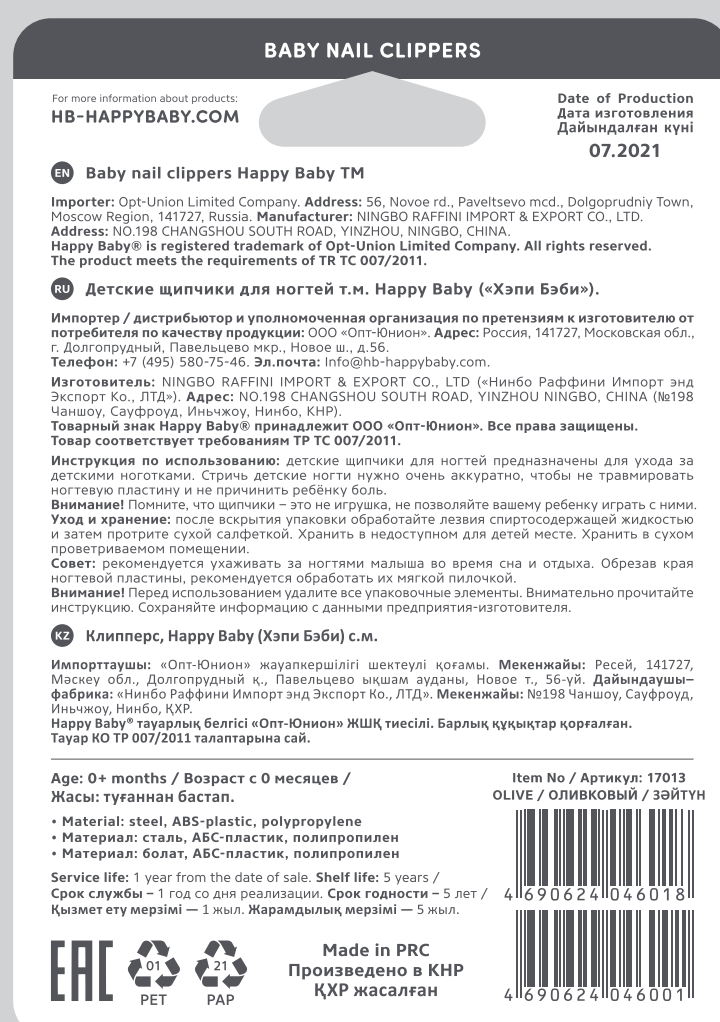 BABY NAIL CLIPPERS
For more information about products:
HB-HAPPYBABY.COM
Date of Production
Дата изготовления
Дайындалған күні
07.2021
EN Baby nail clippers Happy Baby TM
Importer: Opt-Union Limited Company. Address: 56, Novoe rd., Paveltsevo mcd., Dolgoprudniy Town,
Moscow Region, 141727, Russia. Manufacturer: NINGBO RAFFINI IMPORT & EXPORT CO., LTD.
Address: NO.198 CHANGSHOU SOUTH ROAD, YINZHOU, NINGBO, CHINA.
Happy Baby® is registered trademark of Opt-Union Limited Company. All rights reserved.
The product meets the requirements of TR TC 007/2011.
RU Детские щипчики для ногтей т.м. Happy Baby («Хэпи Бэби»).
Импортер / дистрибьютор и уполномоченная организация по претензиям к изготовителю от
потребителя по качеству продукции: ООО «Опт-Юнион». Адрес: Россия, 141727, Московская обл.,
г. Долгопрудный, Павельцево мкр., Новое ш., д.56.
Телефон: +7 (495) 580-75-46. Эл.почта: Info@hb-happybaby.com.
Изготовитель: NINGBO RAFFINI IMPORT & EXPORT CO., LTD («Нинбо Раффини Импорт энд
Экспорт Ко., ЛТД»). Адрес: NO.198 CHANGSHOU SOUTH ROAD, YINZHOU NINGBO, CHINA (№198
Чаншоу, Сауфроуд, Иньчжоу, Нинбо, КНР).
Товарный знак Happy Baby® принадлежит ООО «Опт-Юнион». Все права защищены.
Товар соответствует требованиям ТР ТС 007/2011.
Инструкция по использованию: детские щипчики для ногтей предназначены для ухода за
детскими ноготками. Стричь детские ногти нужно очень аккуратно, чтобы не травмировать
ногтевую пластину и не причинить ребёнку боль.
Внимание! Помните, что щипчики – это не игрушка, не позволяйте вашему ребенку играть с ними.
Уход и хранение: после вскрытия упаковки обработайте лезвия спиртосодержащей жидкостью
и затем протрите сухой салфеткой. Хранить в недоступном для детей месте. Хранить в сухом
проветриваемом помещении.
Совет: рекомендуется ухаживать за ногтями малыша во время сна и отдыха. Обрезав края
ногтевой пластины, рекомендуется обработать их мягкой пилочкой.
Внимание! Перед использованием удалите все упаковочные элементы. Внимательно прочитайте
инструкцию. Сохраняйте информацию с данными предприятия-изготовителя.
KZ Клипперс, Happy Baby (Хэпи Бэби) с.м.
Импорттаушы: «Опт-Юнион» жауапкершілігі шектеулі қоғамы. Мекенжайы: Ресей, 141727,
Мәскеу обл., Долгопрудный қ., Павельцево ықшам ауданы, Новое т., 56-үй. Дайындаушы–
фабрика: «Нинбо Раффини Импорт энд Экспорт Ко., ЛТД». Мекенжайы: №198 Чаншоу, Сауфроуд,
Иньчжоу, Нинбо, ҚХР.
Happy Baby® тауарлық белгісі «Опт-Юнион» ЖШҚ тиесілі. Барлық құқықтар қорғалған.
Тауар КО ТР 007/2011 талаптарына сай.
Age: 0+ months / Возраст с 0 месяцев /
Жасы: туғаннан бастап.
• Material: steel, ABS-plastic, polypropylene
• Материал: сталь, АБС-пластик, полипропилен
• Материал: болат, АБС-пластик, полипропилен
Service life: 1 year from the date of sale. Shelf life: 5 years /
Срок службы – 1 год со дня реализации. Срок годности – 5 лет /
Қызмет ету мерзімі — 1 жыл. Жарамдылық мерзімі — 5 жыл.
Item No / Артикул: 17013
OLIVE / ОЛИВКОВЫЙ / ЗӘЙТҮН
4 690624 046018
4 690624 046001
EAC
01
PET
21
PAP
Made in PRC
Произведено в КНР
ҚХР жасалған